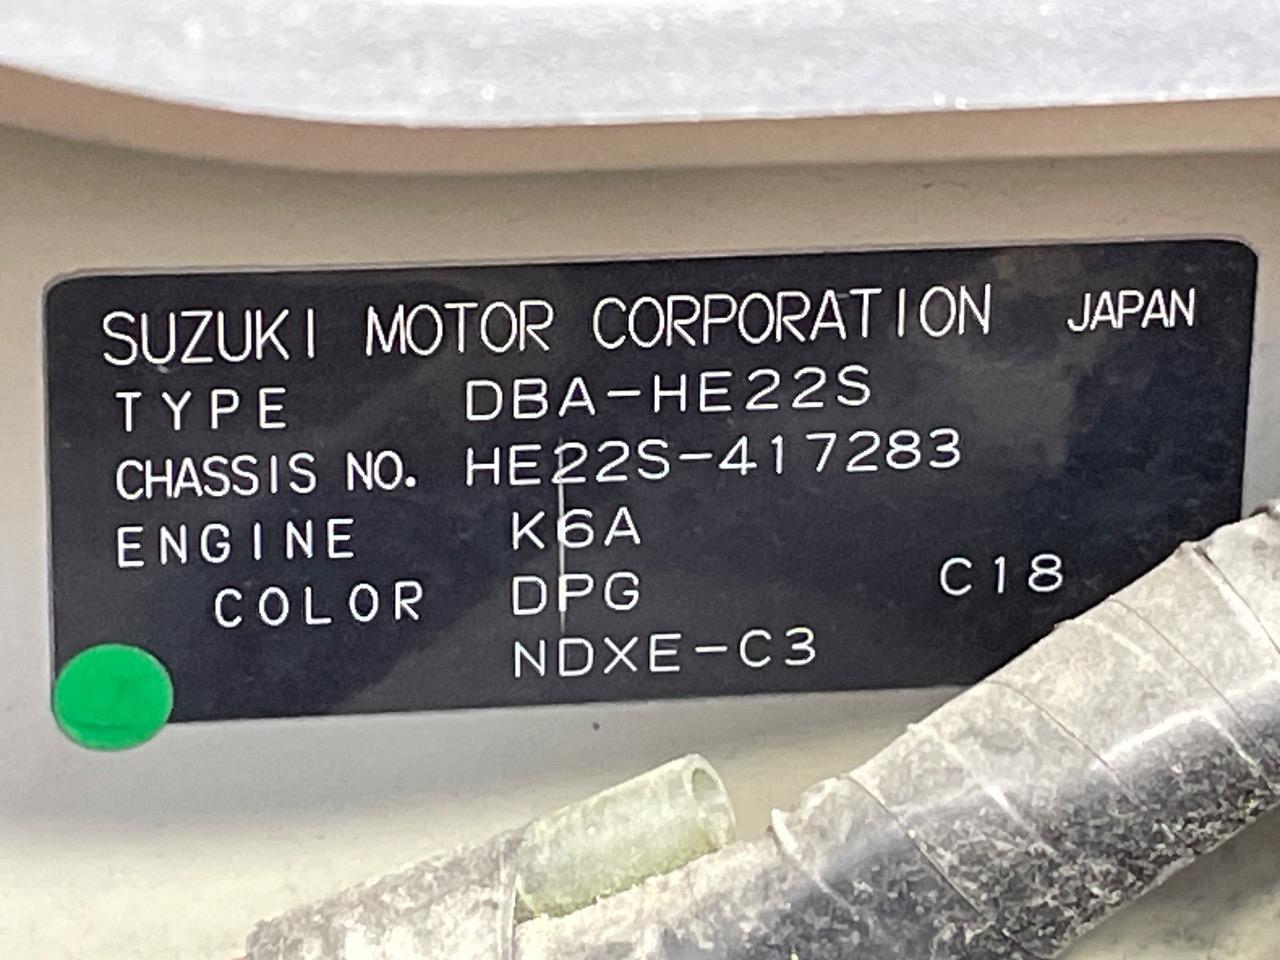 SUZUKI MOTOR CORPORATION JAPAN
TYPE DBA-HE22S
CHASSIS NO. HE22S-417283
ENGINE K6A
COLOR DPG C18
NDXE-C3